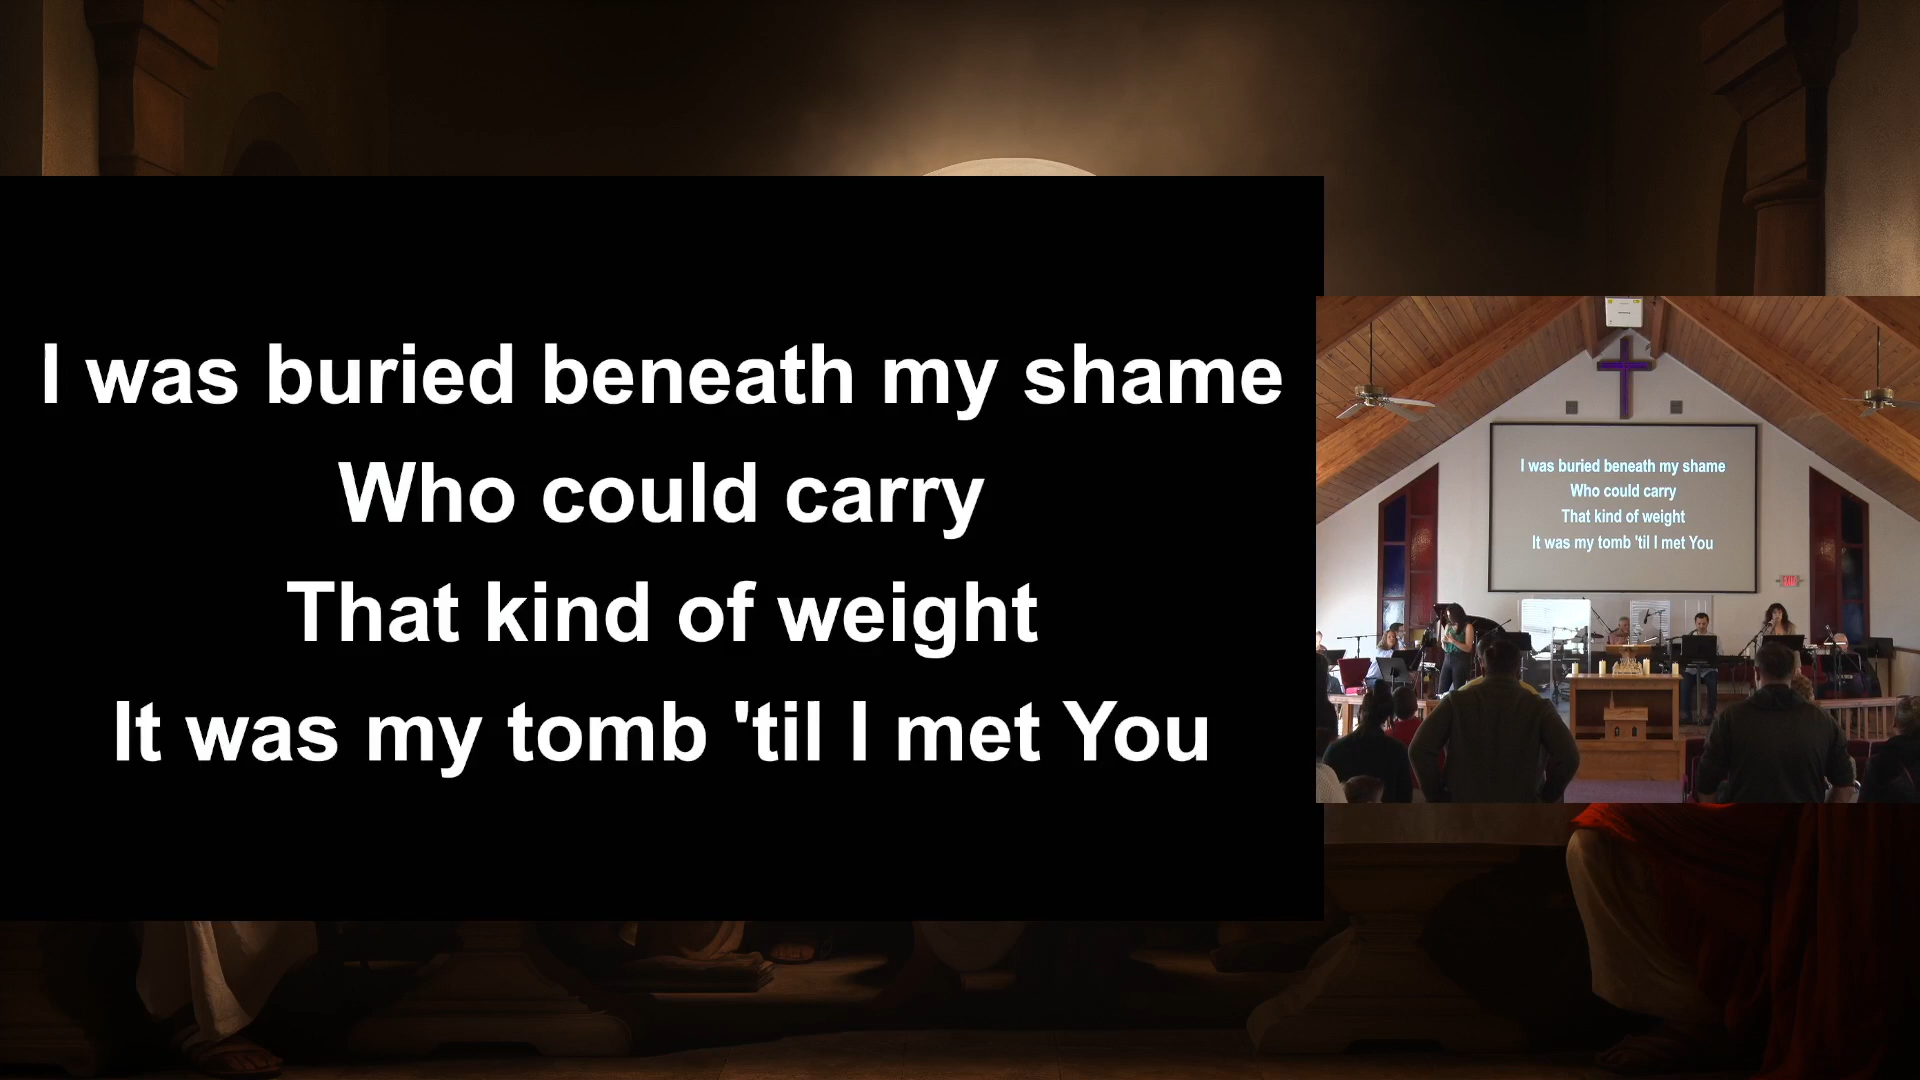 I was buried beneath my shame
Who could carry
That kind of weight
It was my tomb 'til I met You
I was buried beneath my shame
Who could carry
That kind of weight
It was my tomb 'til I met You
EXIT